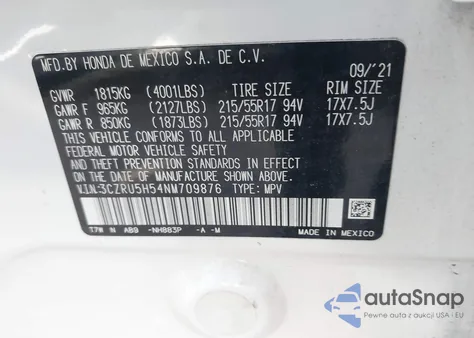 MFD.BY HONDA DE MEXICO S.A. DE C.V.
09/'21
GVWR 1815KG (4001LBS) TIRE SIZE RIM SIZE
GAWR F 965KG (2127LBS) 215/55R17 94V 17X7.5J
GAWR R 850KG (1873LBS) 215/55R17 94V 17X7.5J
THIS VEHICLE CONFORMS TO ALL APPLICABLE
FEDERAL MOTOR VEHICLE SAFETY, BUMPER,
AND THEFT PREVENTION STANDARDS IN EFFECT
ON THE DATE OF MANUFACTURE SHOWN ABOVE.
V.I.N:3CZRU5H54NM709876 TYPE: MPV
T7W N AB9 -NH883P -A -M
MADE IN MEXICO
autoSnap
Pewne auta z aukcji USA - EU